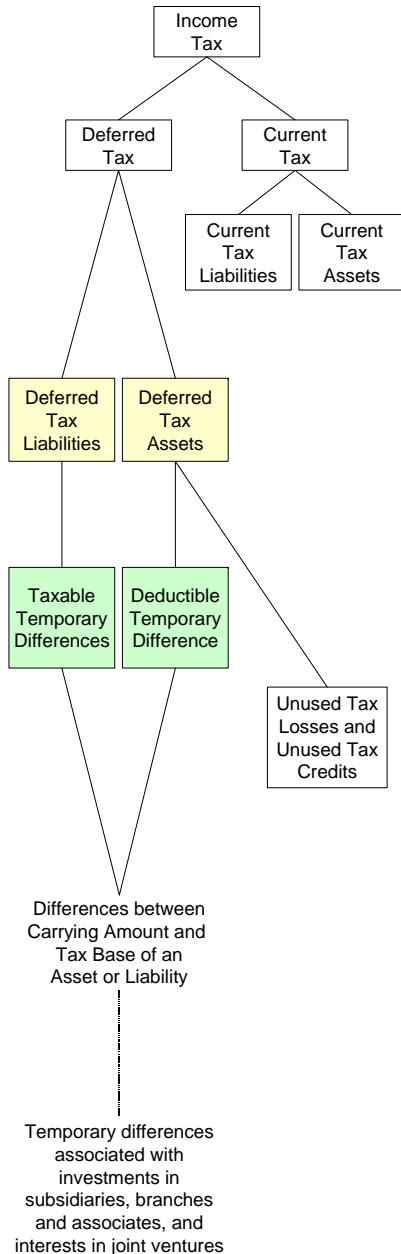 Income
Tax
Deferred
Tax
Current
Tax
Current
Tax
Liabilities
Current
Tax
Assets
Deferred
Tax
Liabilities
Deferred
Tax
Assets
Taxable
Temporary
Differences
Deductible
Temporary
Difference
Unused Tax
Losses and
Unused Tax
Credits
Differences between
Carrying Amount and
Tax Base of an
Asset or Liability
Temporary differences
associated with
investments in
subsidiaries, branches
and associates, and
interests in joint ventures